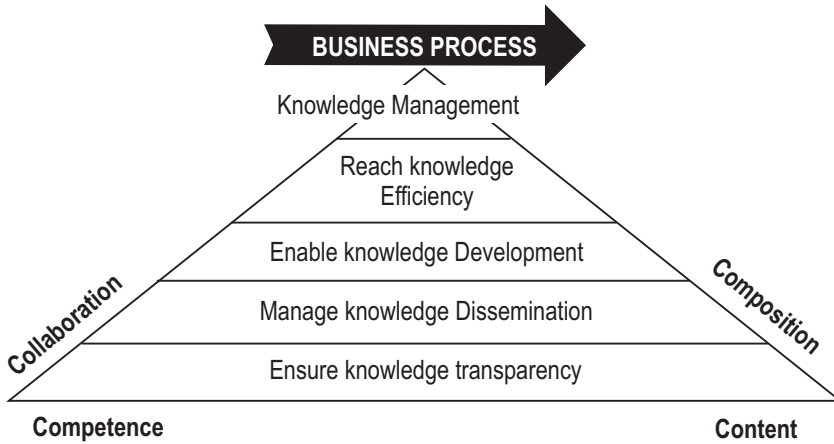 BUSINESS PROCESS
Knowledge Management
Reach knowledge
Efficiency
Enable knowledge Development
Manage knowledge Dissemination
Ensure knowledge transparency
Collaboration
Composition
Competence
Content